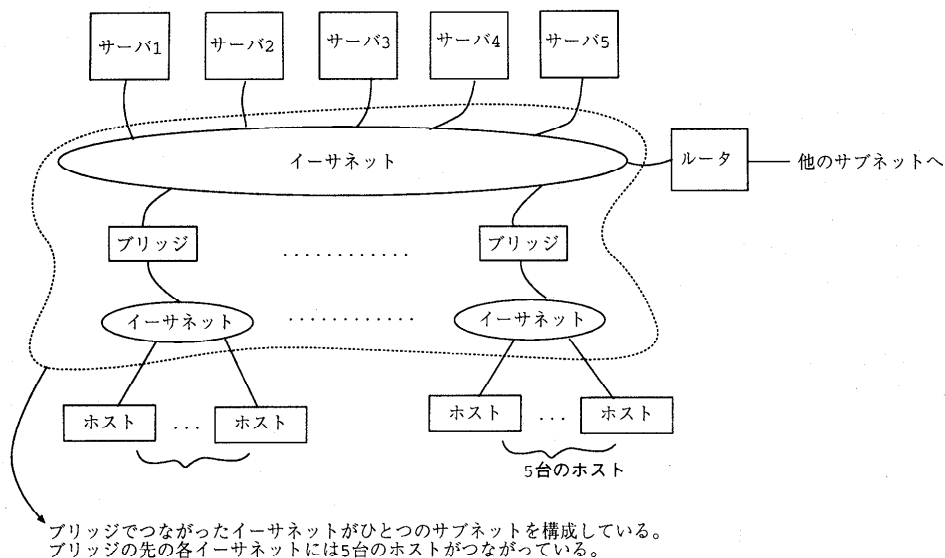 サーバ1
サーバ2
サーバ3
サーバ4
サーバ5
イーサネット
ルータ
他のサブネットへ
ブリッジ
............
ブリッジ
イーサネット
............
イーサネット
ホスト
...
ホスト
ホスト
...
ホスト
5台のホスト
ブリッジでつながったイーサネットがひとつのサブネットを構成している。
ブリッジの先の各イーサネットには5台のホストがつながっている。